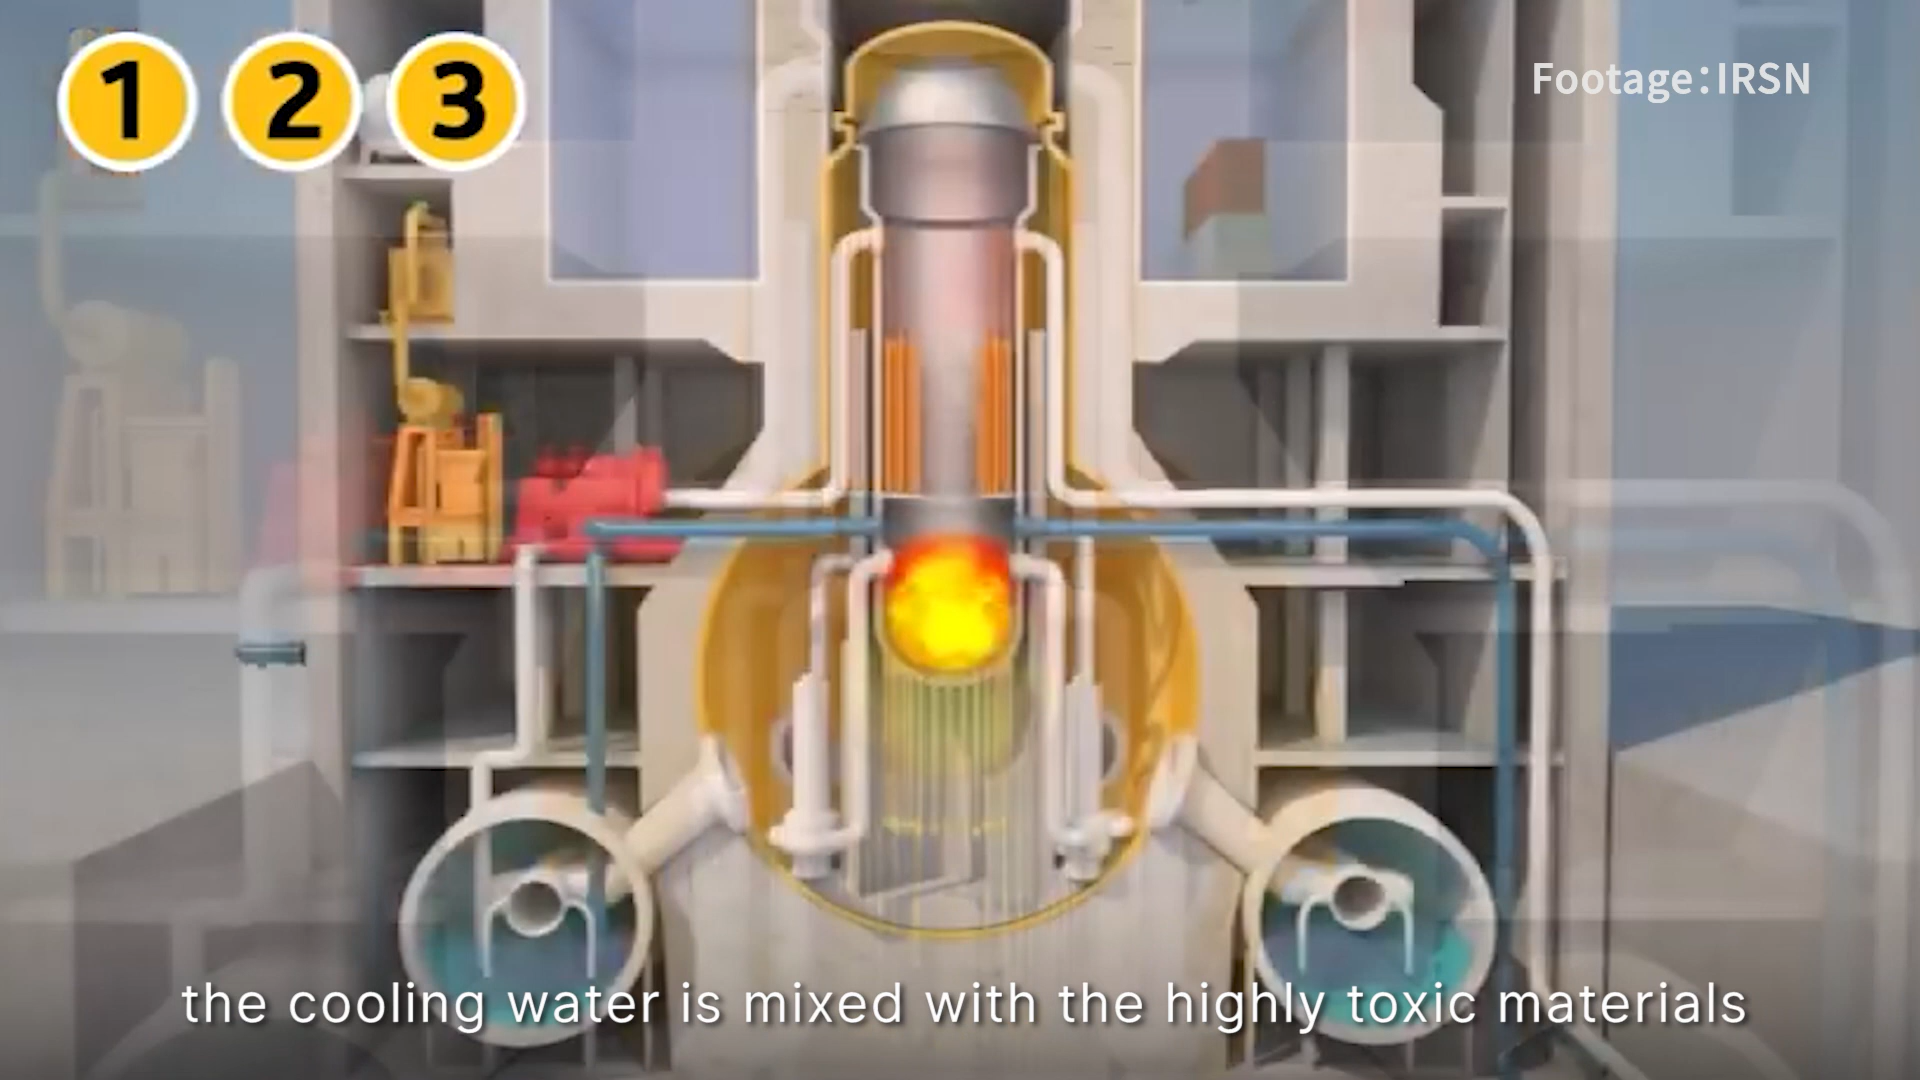 1 2 3
Footage:IRSN
the cooling water is mixed with the highly toxic materials